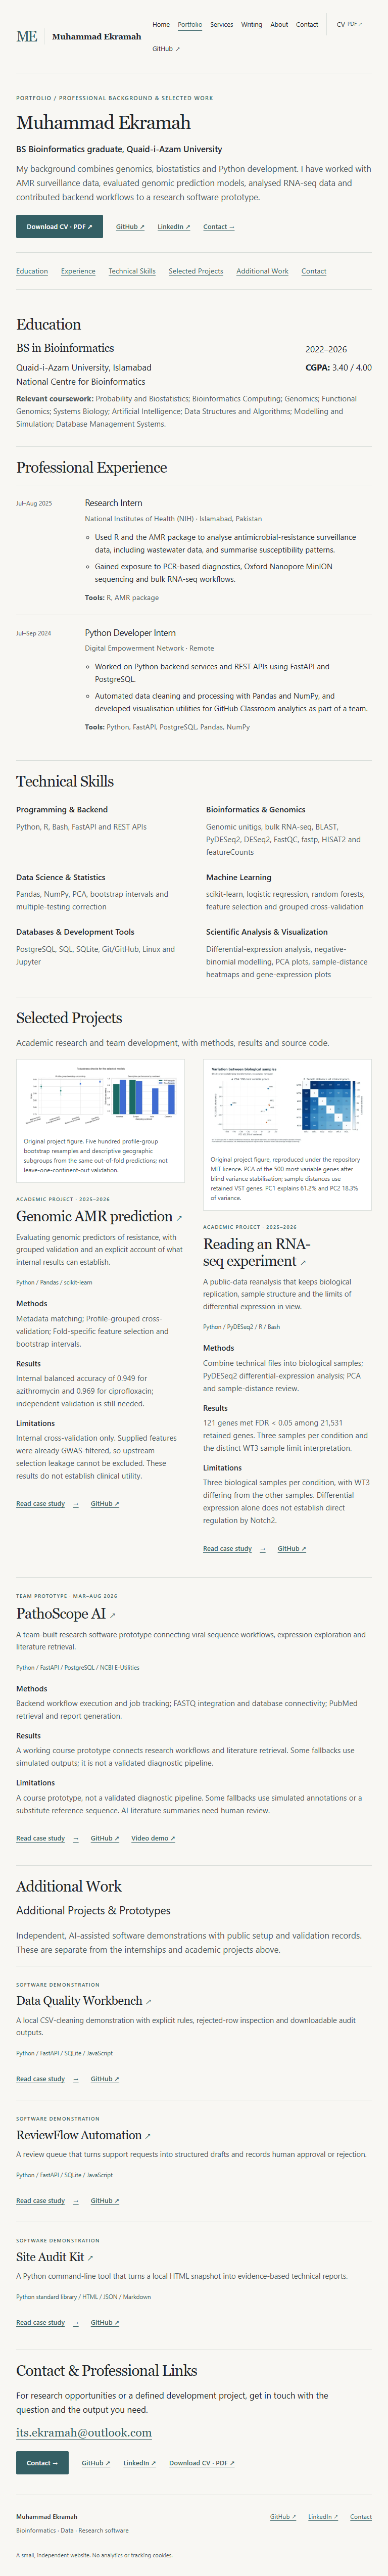 ME
Muhammad Ekramah
Home Portfolio Services Writing About Contact CV PDF ↗
GitHub ↗
PORTFOLIO / PROFESSIONAL BACKGROUND & SELECTED WORK
Muhammad Ekramah
BS Bioinformatics graduate, Quaid-i-Azam University
My background combines genomics, biostatistics and Python development. I have worked with
AMR surveillance data, evaluated genomic prediction models, analysed RNA-seq data and
contributed backend workflows to a research software prototype.
Download CV · PDF ↗ GitHub ↗ LinkedIn ↗ Contact →
Education Experience Technical Skills Selected Projects Additional Work Contact
Education
BS in Bioinformatics 2022–2026
Quaid-i-Azam University, Islamabad CGPA: 3.40 / 4.00
National Centre for Bioinformatics
Relevant coursework: Probability and Biostatistics; Bioinformatics Computing; Genomics; Functional
Genomics; Systems Biology; Artificial Intelligence; Data Structures and Algorithms; Modelling and
Simulation; Database Management Systems.
Professional Experience
Jul–Aug 2025
Research Intern
National Institutes of Health (NIH) · Islamabad, Pakistan
Used R and the AMR package to analyse antimicrobial-resistance surveillance
data, including wastewater data, and summarise susceptibility patterns.
Gained exposure to PCR-based diagnostics, Oxford Nanopore MinION
sequencing and bulk RNA-seq workflows.
Tools: R, AMR package
Jul–Sep 2024
Python Developer Intern
Digital Empowerment Network · Remote
Worked on Python backend services and REST APIs using FastAPI and
PostgreSQL.
Automated data cleaning and processing with Pandas and NumPy, and
developed visualisation utilities for GitHub Classroom analytics as part of a team.
Tools: Python, FastAPI, PostgreSQL, Pandas, NumPy
Technical Skills
Programming & Backend
Python, R, Bash, FastAPI and REST APIs
Bioinformatics & Genomics
Genomic unitigs, bulk RNA-seq, BLAST,
PyDESeq2, DESeq2, FastQC, fastp, HISAT2 and
featureCounts
Data Science & Statistics
Pandas, NumPy, PCA, bootstrap intervals and
multiple-testing correction
Machine Learning
scikit-learn, logistic regression, random forests,
feature selection and grouped cross-validation
Databases & Development Tools
PostgreSQL, SQL, SQLite, Git/GitHub, Linux and
Jupyter
Scientific Analysis & Visualization
Differential-expression analysis, negative-
binomial modelling, PCA plots, sample-distance
heatmaps and gene-expression plots
Selected Projects
Academic research and team development, with methods, results and source code.
Original project figure. Five hundred profile-group
bootstrap resamples and descriptive geographic
subgroups from the same out-of-fold predictions; not
leave-one-continent-out validation.
ACADEMIC PROJECT · 2025–2026
Genomic AMR prediction ↗
Evaluating genomic predictors of resistance, with
grouped validation and an explicit account of what
internal results can establish.
Python / Pandas / scikit-learn
Methods
Metadata matching; Profile-grouped cross-
validation; Fold-specific feature selection and
bootstrap intervals.
Results
Internal balanced accuracy of 0.949 for
azithromycin and 0.969 for ciprofloxacin;
independent validation is still needed.
Limitations
Internal cross-validation only. Supplied features
were already GWAS-filtered, so upstream
selection leakage cannot be excluded. These
results do not establish clinical utility.
Read case study → GitHub ↗
Variation between biological samples
Original project figure, reproduced under the repository
MIT licence. PCA of the 500 most variable genes after
blind variance stabilisation; sample distances use
retained VST genes. PC1 explains 61.2% and PC2 18.3%
of variance.
ACADEMIC PROJECT · 2025–2026
Reading an RNA-
seq experiment ↗
A public-data reanalysis that keeps biological
replication, sample structure and the limits of
differential expression in view.
Python / PyDESeq2 / R / Bash
Methods
Combine technical files into biological samples;
PyDESeq2 differential-expression analysis; PCA
and sample-distance review.
Results
121 genes met FDR < 0.05 among 21,531
retained genes. Three samples per condition and
the distinct WT3 sample limit interpretation.
Limitations
Three biological samples per condition, with WT3
differing from the other samples. Differential
expression alone does not establish direct
regulation by Notch2.
Read case study → GitHub ↗
TEAM PROTOTYPE · MAR–AUG 2026
PathoScope AI ↗
A team-built research software prototype connecting viral sequence workflows, expression exploration and
literature retrieval.
Python / FastAPI / PostgreSQL / NCBI E-Utilities
Methods
Backend workflow execution and job tracking; FASTQ integration and database connectivity; PubMed
retrieval and report generation.
Results
A working course prototype connects research workflows and literature retrieval. Some fallbacks use
simulated outputs; it is not a validated diagnostic pipeline.
Limitations
A course prototype, not a validated diagnostic pipeline. Some fallbacks use simulated annotations or a
substitute reference sequence. AI literature summaries need human review.
Read case study → GitHub ↗ Video demo ↗
Additional Work
Additional Projects & Prototypes
Independent, AI-assisted software demonstrations with public setup and validation records.
These are separate from the internships and academic projects above.
SOFTWARE DEMONSTRATION
Data Quality Workbench ↗
A local CSV-cleaning demonstration with explicit rules, rejected-row inspection and downloadable audit
outputs.
Python / FastAPI / SQLite / JavaScript
Read case study → GitHub ↗
SOFTWARE DEMONSTRATION
ReviewFlow Automation ↗
A review queue that turns support requests into structured drafts and records human approval or rejection.
Python / FastAPI / SQLite / JavaScript
Read case study → GitHub ↗
SOFTWARE DEMONSTRATION
Site Audit Kit ↗
A Python command-line tool that turns a local HTML snapshot into evidence-based technical reports.
Python standard library / HTML / JSON / Markdown
Read case study → GitHub ↗
Contact & Professional Links
For research opportunities or a defined development project, get in touch with the
question and the output you need.
its.ekramah@outlook.com
Contact → GitHub ↗ LinkedIn ↗ Download CV · PDF ↗
Muhammad Ekramah GitHub ↗ LinkedIn ↗ Contact
Bioinformatics · Data · Research software
A small, independent website. No analytics or tracking cookies.